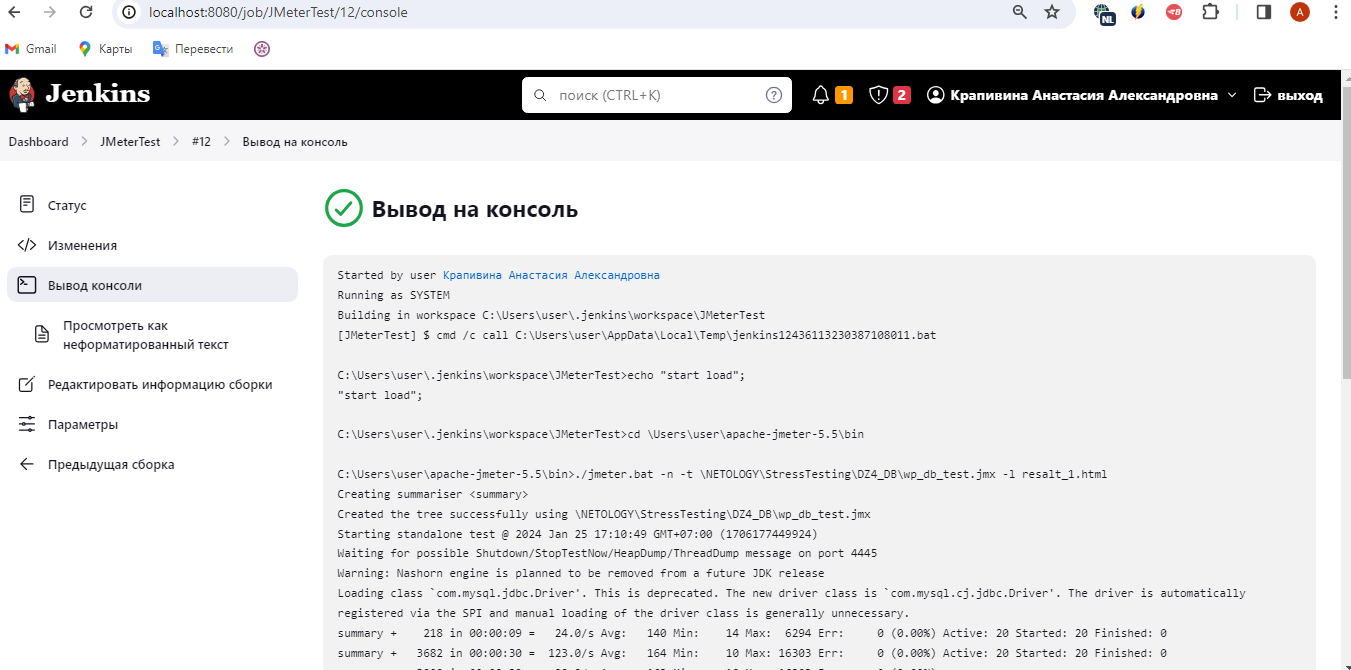 localhost:8080/job/JMeterTest/12/console
NL
A
Gmail
Карты
Перевести
Jenkins
поиск (CTRL+K)
1
2
Крапивина Анастасия Александровна
выход
Dashboard
JMeterTest
#12
Вывод на консоль
Статус
Изменения
Вывод консоли
Просмотреть как
неформатированный текст
Редактировать информацию сборки
Параметры
Предыдущая сборка
Вывод на консоль
Started by user Крапивина Анастасия Александровна
Running as SYSTEM
Building in workspace C:\Users\user\.jenkins\workspace\JMeterTest
[JMeterTest] $ cmd /c call C:\Users\user\AppData\Local\Temp\jenkins12436113230387108011.bat
C:\Users\user\.jenkins\workspace\JMeterTest>echo "start load";
"start load";
C:\Users\user\.jenkins\workspace\JMeterTest>cd \Users\user\apache-jmeter-5.5\bin
C:\Users\user\apache-jmeter-5.5\bin>./jmeter.bat -n -t \NETOLOGY\StressTesting\DZ4_DB\wp_db_test.jmx -l resalt_1.html
Creating summariser <summary>
Created the tree successfully using \NETOLOGY\StressTesting\DZ4_DB\wp_db_test.jmx
Starting standalone test @ 2024 Jan 25 17:10:49 GMT+07:00 (1706177449924)
Waiting for possible Shutdown/StopTestNow/HeapDump/ThreadDump message on port 4445
Warning: Nashorn engine is planned to be removed from a future JDK release
Loading class `com.mysql.jdbc.Driver'. This is deprecated. The new driver class is `com.mysql.cj.jdbc.Driver'. The driver is automatically
registered via the SPI and manual loading of the driver class is generally unnecessary.
summary +    218 in 00:00:09 =   24.0/s Avg:   140 Min:    14 Max:  6294 Err:     0 (0.00%) Active: 20 Started: 20 Finished: 0
summary +   3682 in 00:00:30 =  123.0/s Avg:   164 Min:    10 Max: 16303 Err:     0 (0.00%) Active: 20 Started: 20 Finished: 0